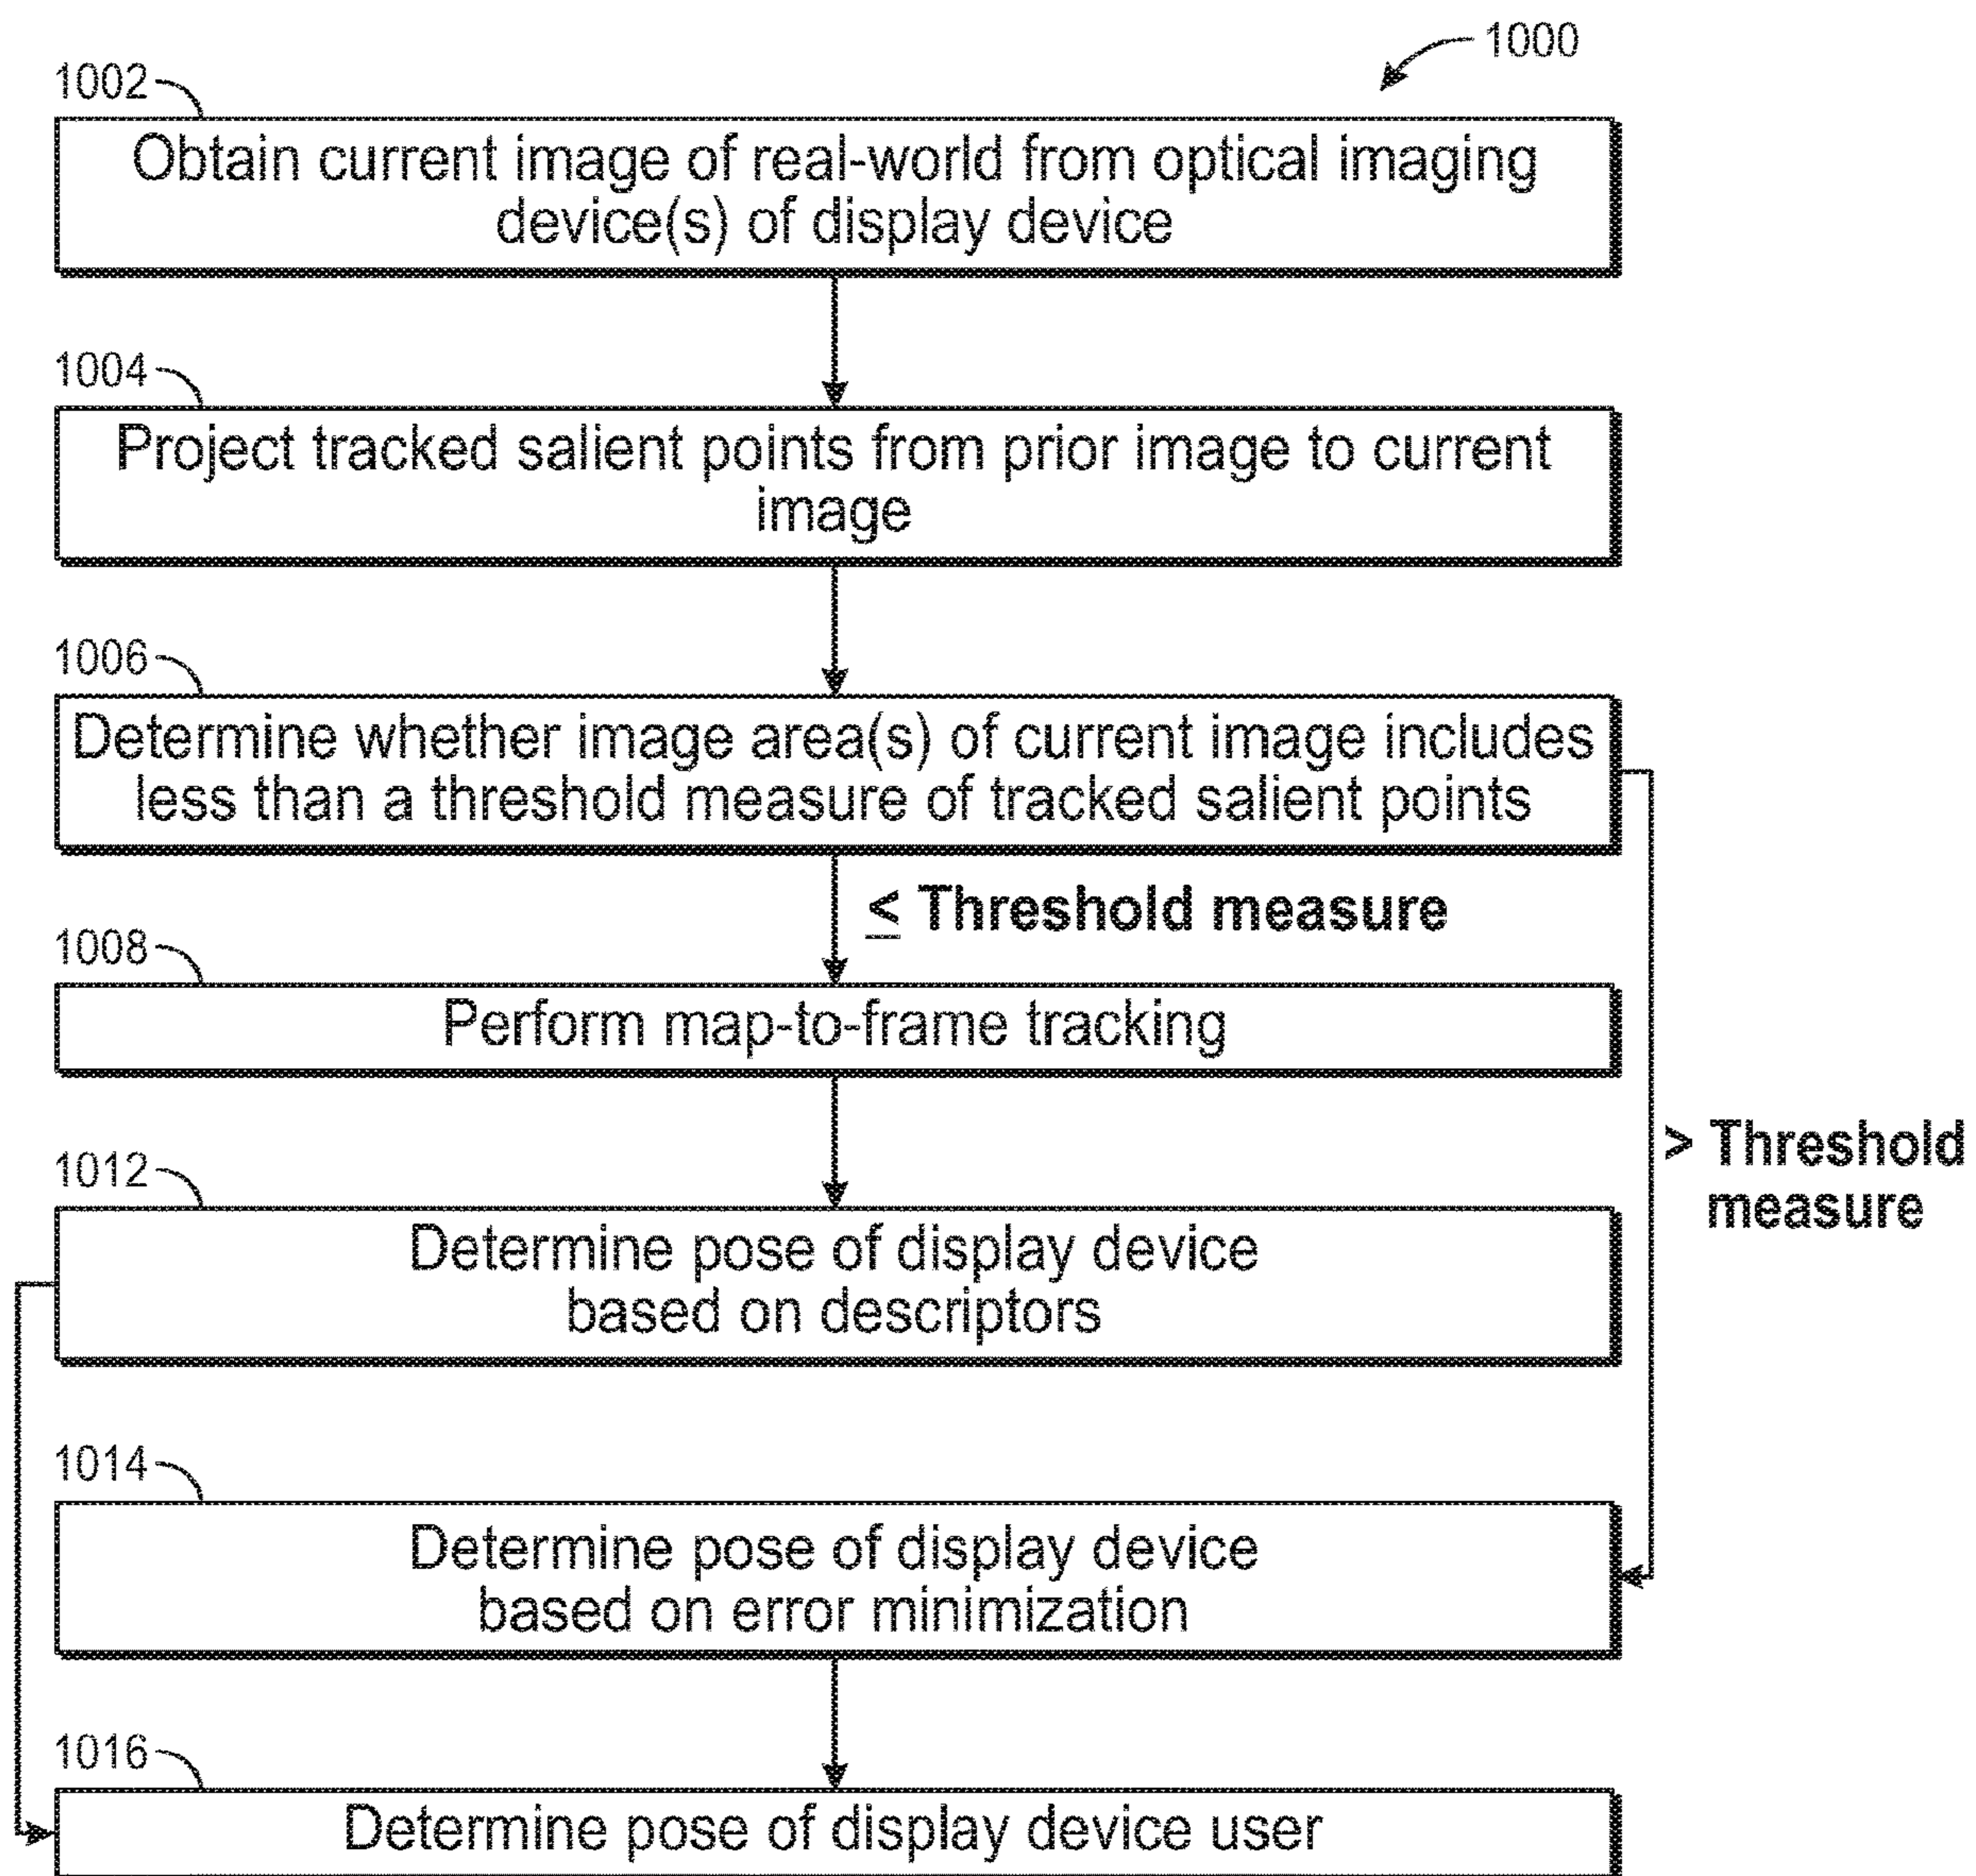 1000
1002
Obtain current image of real-world from optical imaging
device(s) of display device
1004
Project tracked salient points from prior image to current
image
1006
Determine whether image area(s) of current image includes
less than a threshold measure of tracked salient points
≤ Threshold measure
1008
Perform map-to-frame tracking
> Threshold
measure
1012
Determine pose of display device
based on descriptors
1014
Determine pose of display device
based on error minimization
1016
Determine pose of display device user